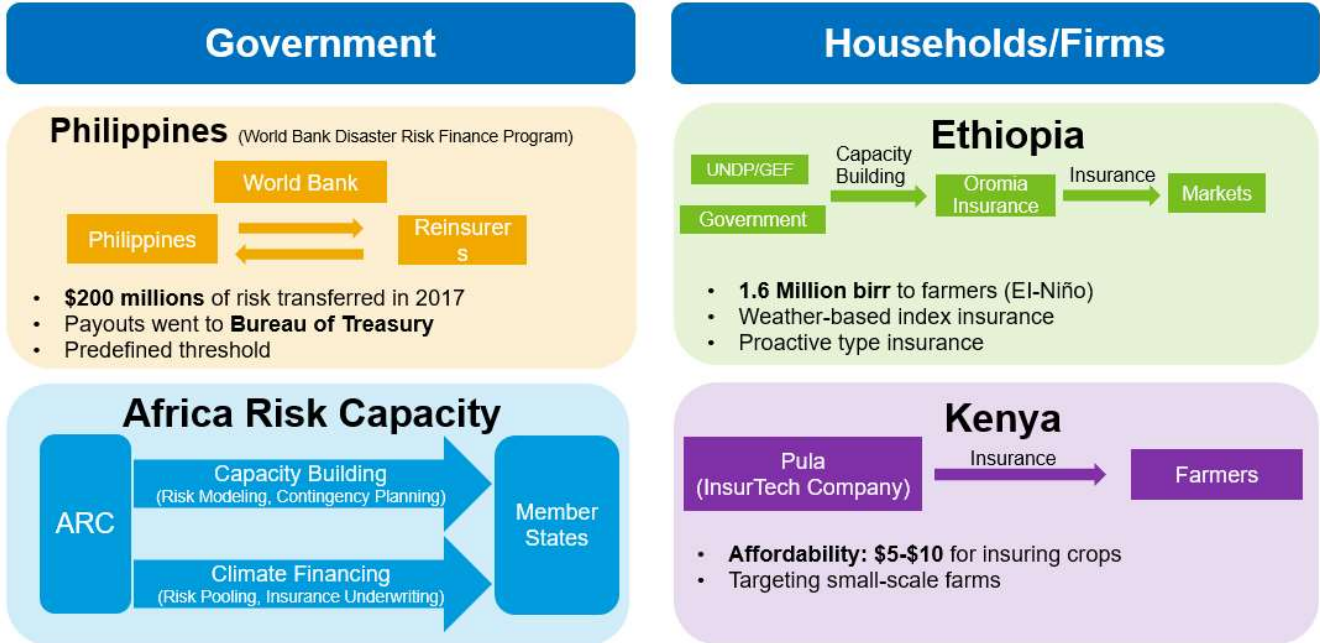 Government
Households/Firms
Philippines (World Bank Disaster Risk Finance Program)
World Bank
Philippines
Reinsurer
s
• $200 millions of risk transferred in 2017
• Payouts went to Bureau of Treasury
• Predefined threshold
Ethiopia
UNDP/GEF
Government
Capacity
Building
Oromia
Insurance
Insurance
Markets
• 1.6 Million birr to farmers (EI-Niño)
• Weather-based index insurance
• Proactive type insurance
Africa Risk Capacity
ARC
Capacity Building
(Risk Modeling, Contingency Planning)
Climate Financing
(Risk Pooling, Insurance Underwriting)
Member
States
Kenya
Pula
(InsurTech Company)
Insurance
Farmers
• Affordability: $5-$10 for insuring crops
• Targeting small-scale farms